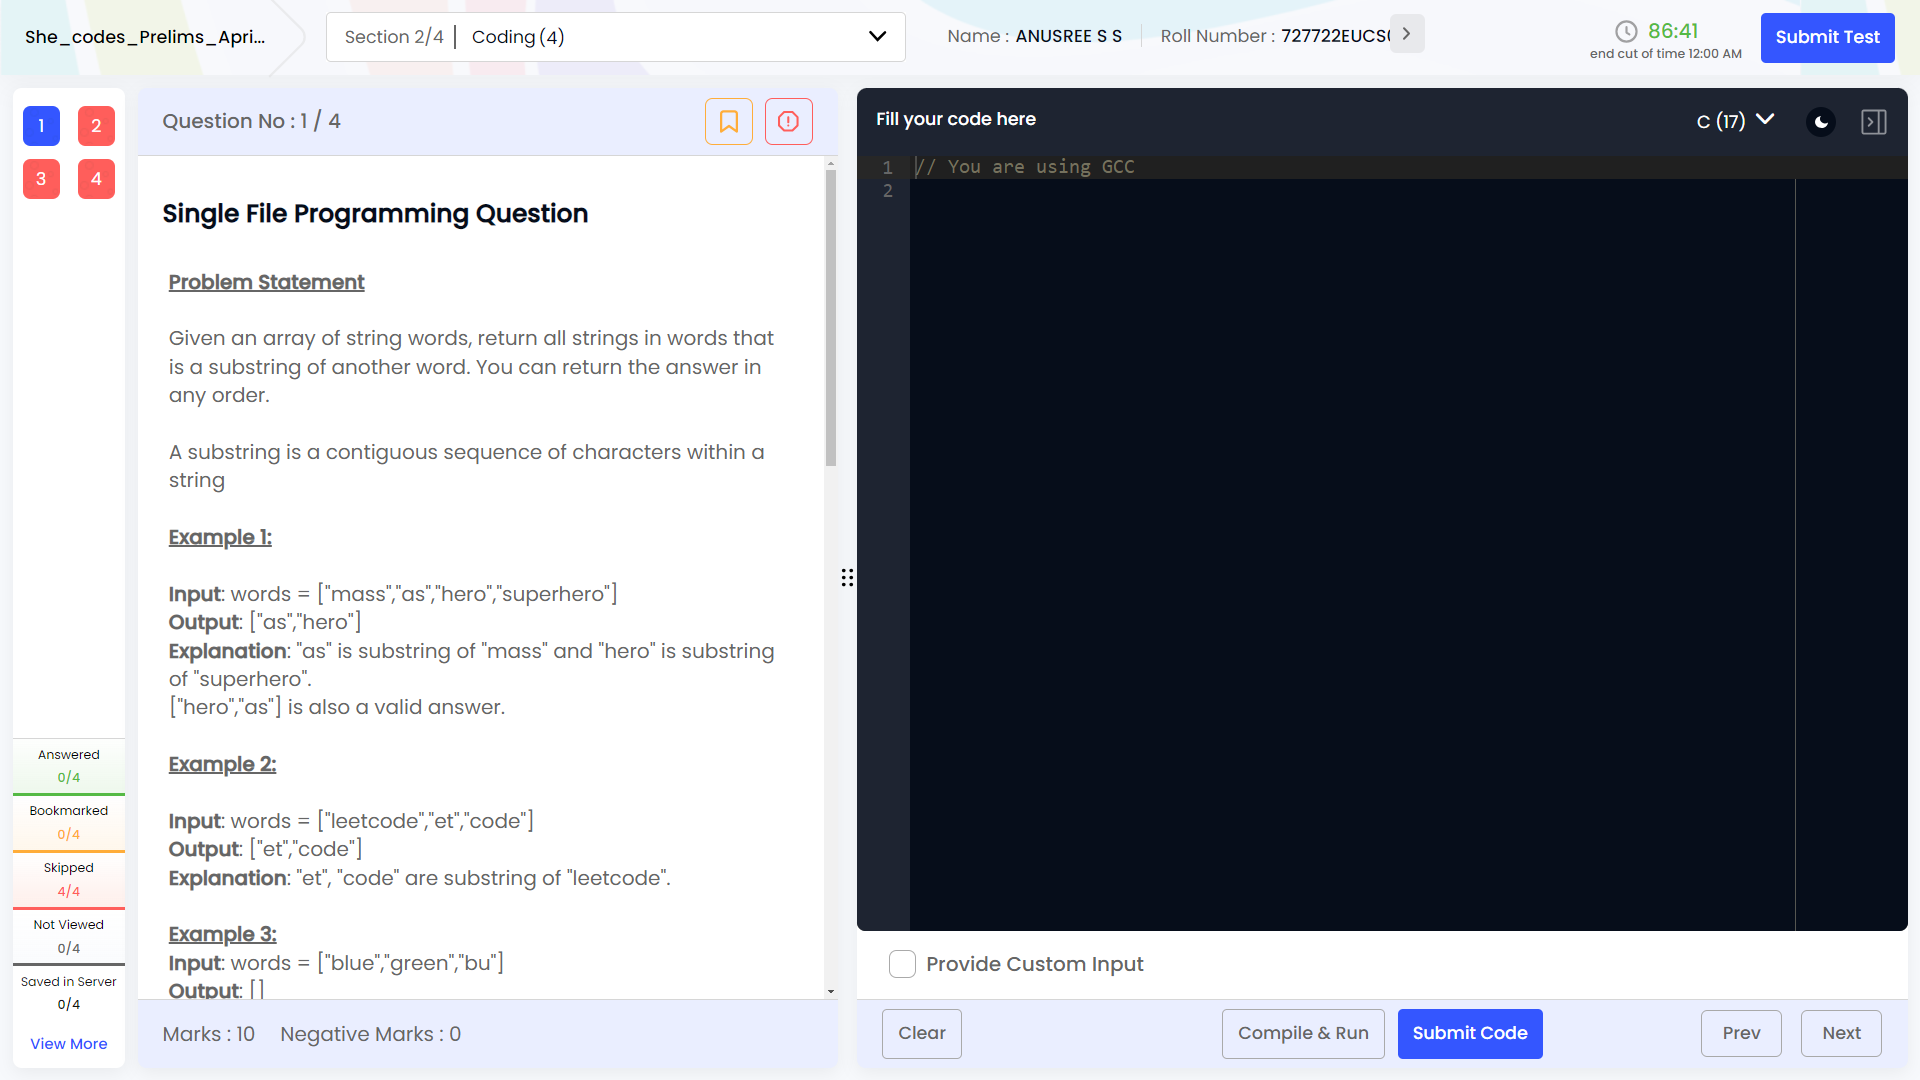 She_codes_Prelims_Apri...
Section 2/4 | Coding (4)
Name : ANUSREE S S
Roll Number : 727722EUCS
86:41
end cut of time 12:00 AM
Submit Test
1
2
3
4
Question No : 1 / 4
Single File Programming Question
Problem Statement
Given an array of string words, return all strings in words that
is a substring of another word. You can return the answer in
any order.
A substring is a contiguous sequence of characters within a
string
Example 1:
Input: words = ["mass","as","hero","superhero"]
Output: ["as","hero"]
Explanation: "as" is substring of "mass" and "hero" is substring
of "superhero".
["hero","as"] is also a valid answer.
Example 2:
Input: words = ["leetcode","et","code"]
Output: ["et","code"]
Explanation: "et", "code" are substring of "leetcode".
Example 3:
Input: words = ["blue","green","bu"]
Output: []
Marks : 10
Negative Marks : 0
Answered
0/4
Bookmarked
0/4
Skipped
4/4
Not Viewed
0/4
Saved in Server
0/4
View More
Fill your code here
C (17)
1
// You are using GCC
2
Provide Custom Input
Clear
Compile & Run
Submit Code
Prev
Next